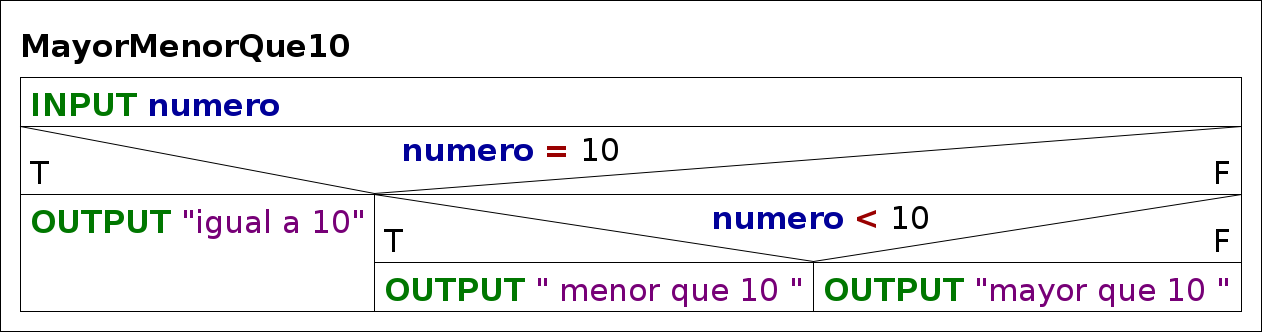 MayorMenorQue10
INPUT numero
numero = 10
T
F
OUTPUT "igual a 10"
numero < 10
T
F
OUTPUT " menor que 10 "
OUTPUT "mayor que 10 "